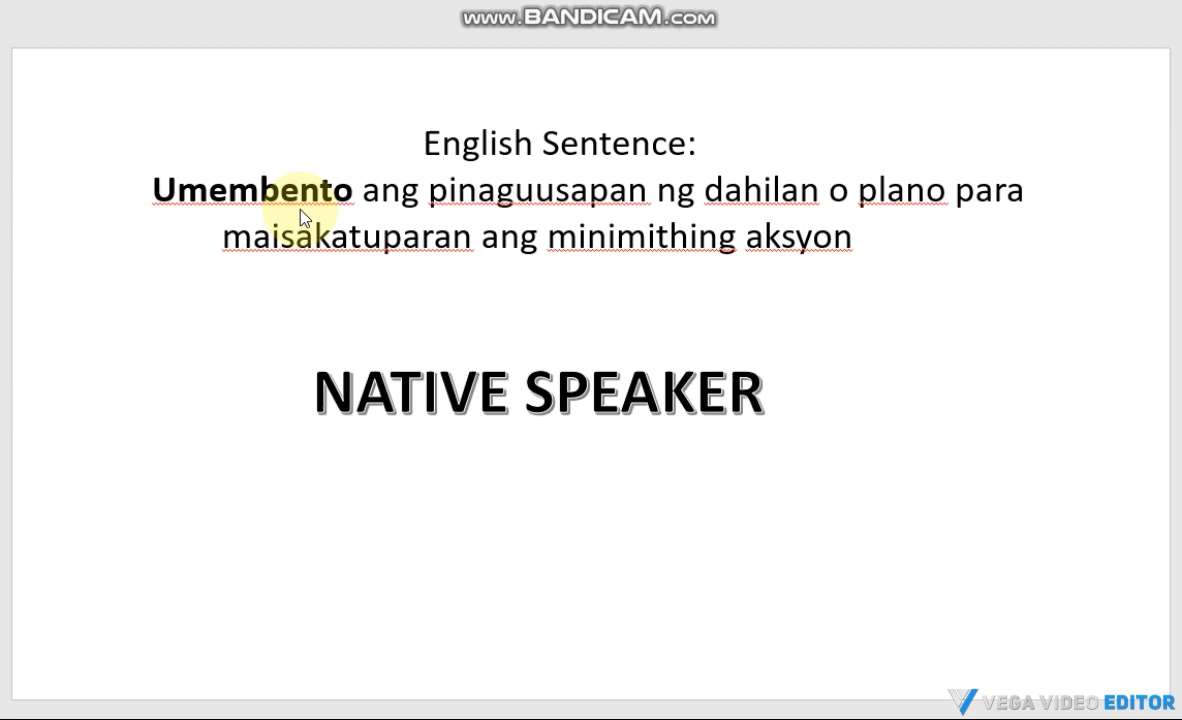 www.BANDICAM.com
English Sentence:
Umembento ang pinaguusapan ng dahilan o plano para
maisakatuparan ang minimithing aksyon
NATIVE SPEAKER
VEGA VIDEO EDITOR